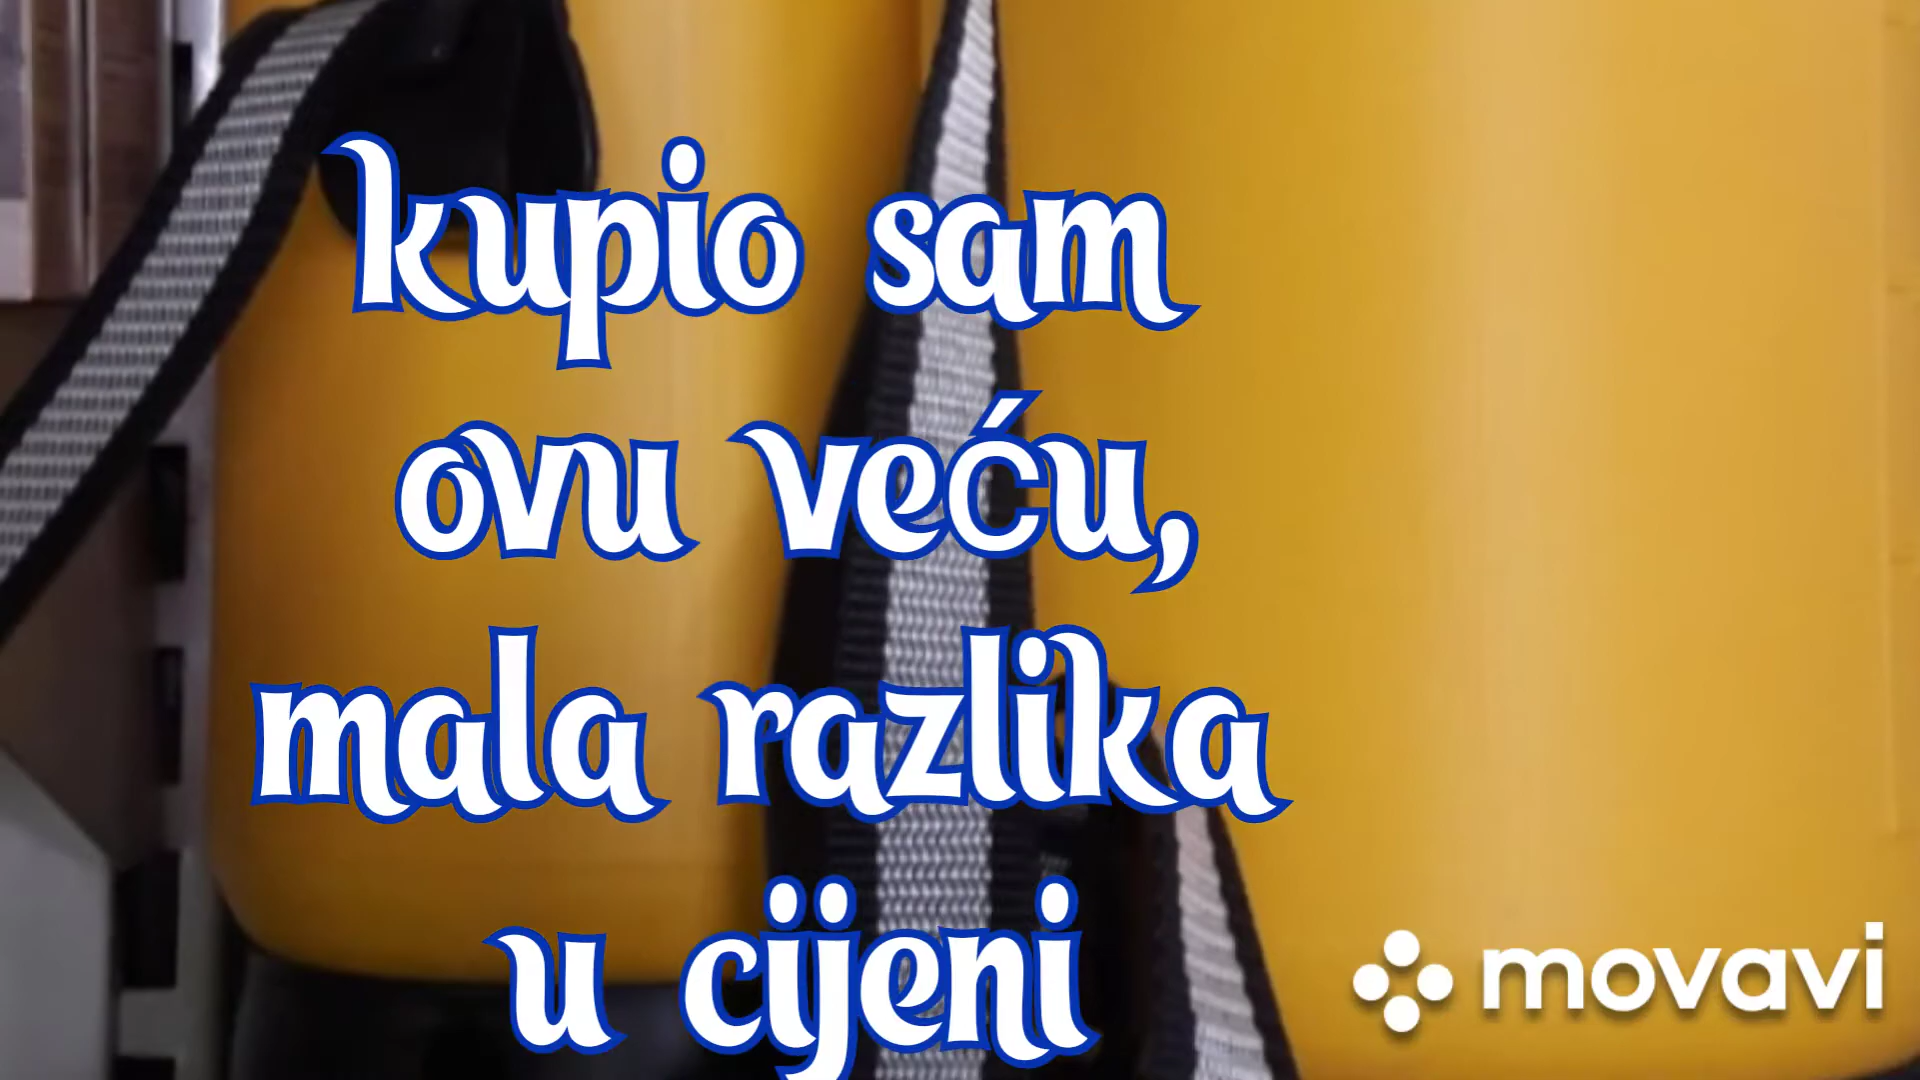 kupio sam
ovu veću,
mala razlika
u cijeni
movavi